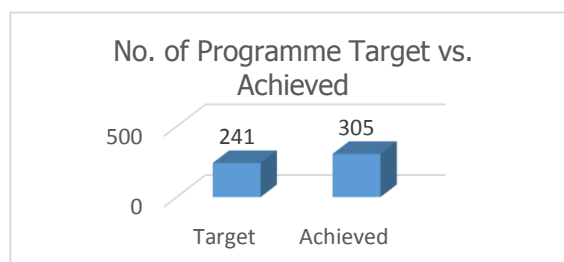 No. of Programme Target vs.
Achieved
500
0
241
305
Target
Achieved